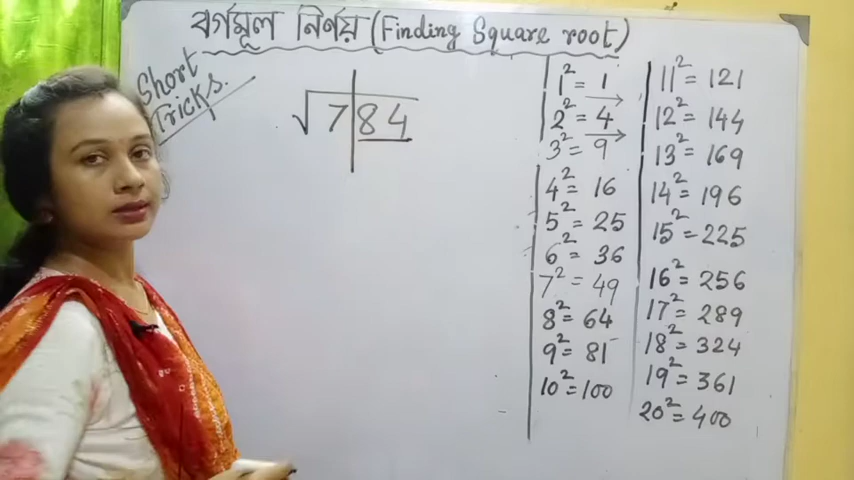 বর্গমূল নির্ণয় (Finding Square root)
Short
Tricks.
√7|84
1² = 1
2² = 4
3² = 9
4² = 16
5² = 25
6² = 36
7² = 49
8² = 64
9² = 81
10² = 100
11² = 121
12² = 144
13² = 169
14² = 196
15² = 225
16² = 256
17² = 289
18² = 324
19² = 361
20² = 400